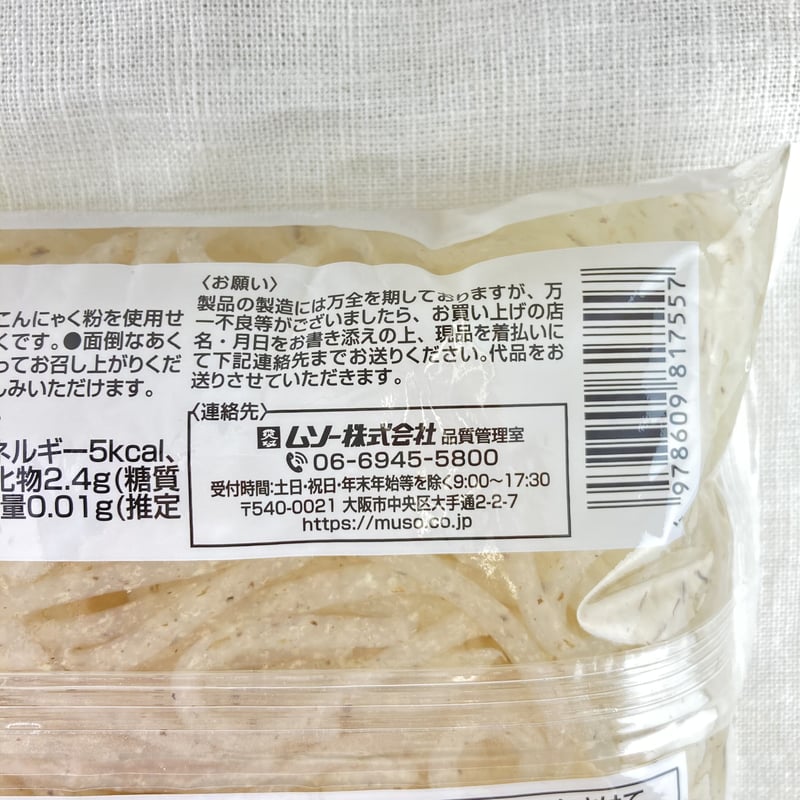 こんにゃく粉を使用せ
くです。●面倒なあく
ってお召し上がりくだ
しみいただけます。
ネルギー5kcal、
化物2.4g(糖質
量0.01g(推定
〈お願い〉
製品の製造には万全を期しておりますが、万
一不良等がございましたら、お買い上げの店
名・月日をお書き添えの上、現品を着払いに
て下記連絡先までお送りください。代品をお
送りさせていただきます。
〈連絡先〉
ムソー株式会社 品質管理室
06-6945-5800
受付時間:土日・祝日・年末年始等を除く9:00〜17:30
〒540-0021 大阪市中央区大手通2-2-7
https://muso.co.jp
4 978609 817557